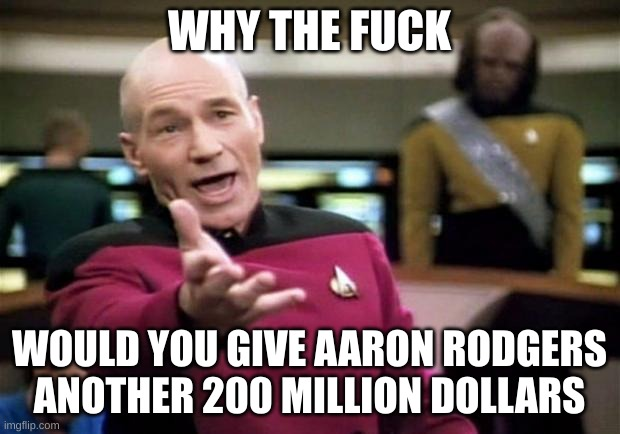 WHY THE FUCK
WOULD YOU GIVE AARON RODGERS
ANOTHER 200 MILLION DOLLARS
imgflip.com